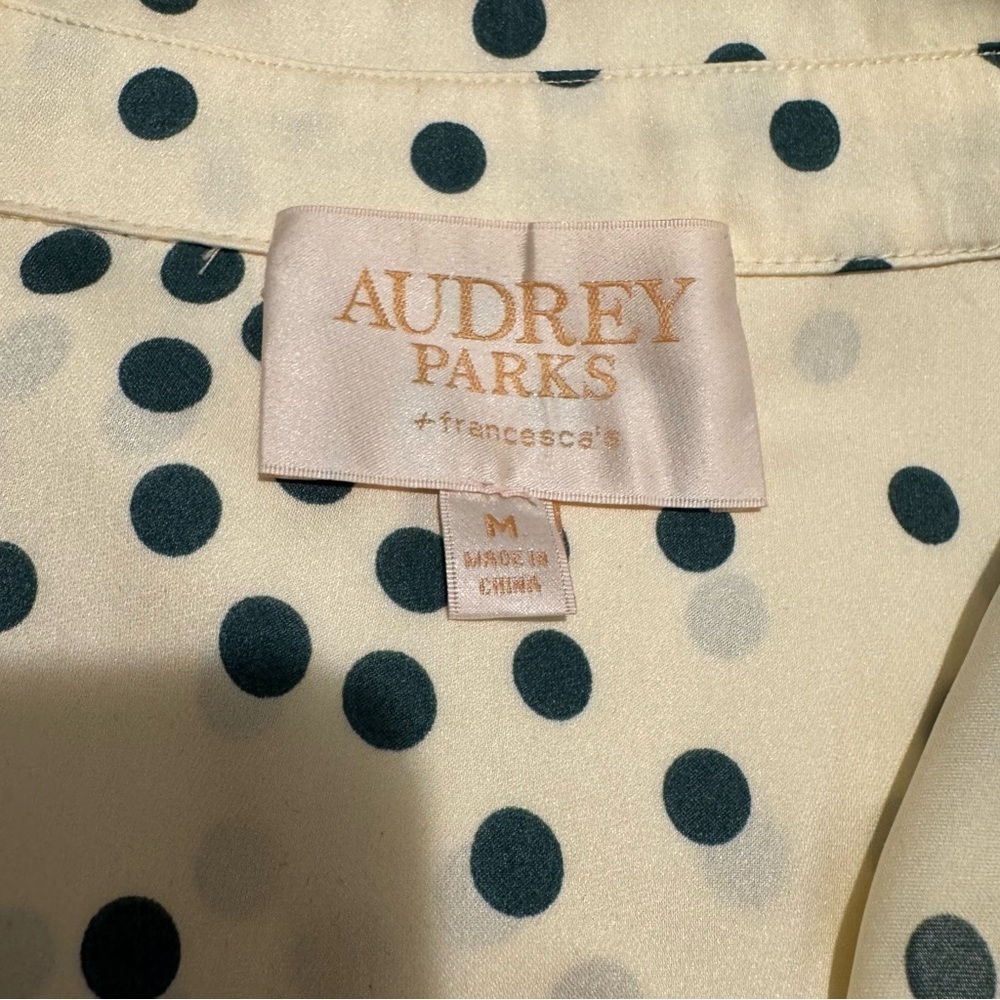 AUDREY
PARKS
+francesca's
M
MADE IN
CHINA